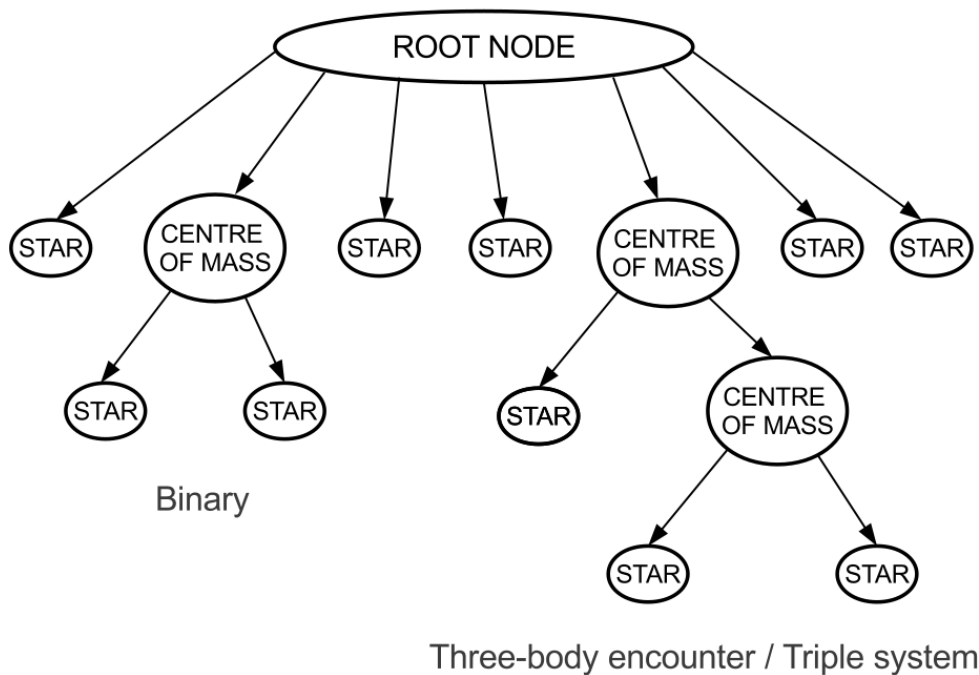 ROOT NODE
STAR
CENTRE
OF MASS
STAR
STAR
CENTRE
OF MASS
STAR
STAR
STAR
STAR
STAR
CENTRE
OF MASS
Binary
STAR
STAR
Three-body encounter / Triple system